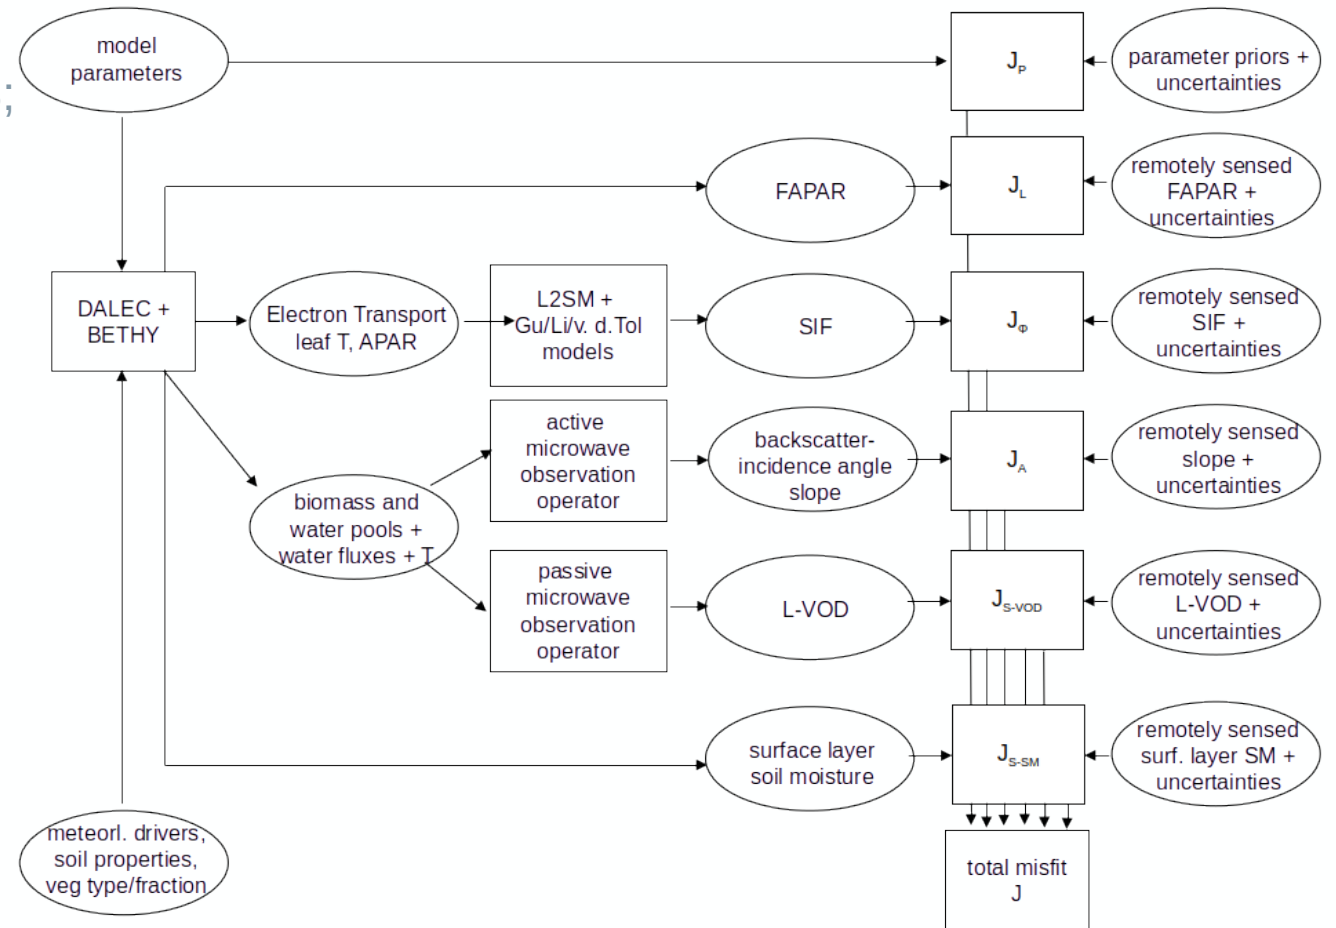 model
parameters
J_P
parameter priors +
uncertainties
;
FAPAR
J_L
remotely sensed
FAPAR +
uncertainties
DALEC +
BETHY
Electron Transport
leaf T, APAR
L2SM +
Gu/Li/v. d.Tol
models
SIF
J_Φ
remotely sensed
SIF +
uncertainties
active
microwave
observation
operator
backscatter-
incidence angle
slope
J_A
remotely sensed
slope +
uncertainties
biomass and
water pools +
water fluxes + T
passive
microwave
observation
operator
L-VOD
J_S-VOD
remotely sensed
L-VOD +
uncertainties
surface layer
soil moisture
J_S-SM
remotely sensed
surf. layer SM +
uncertainties
meteorl. drivers,
soil properties,
veg type/fraction
total misfit
J